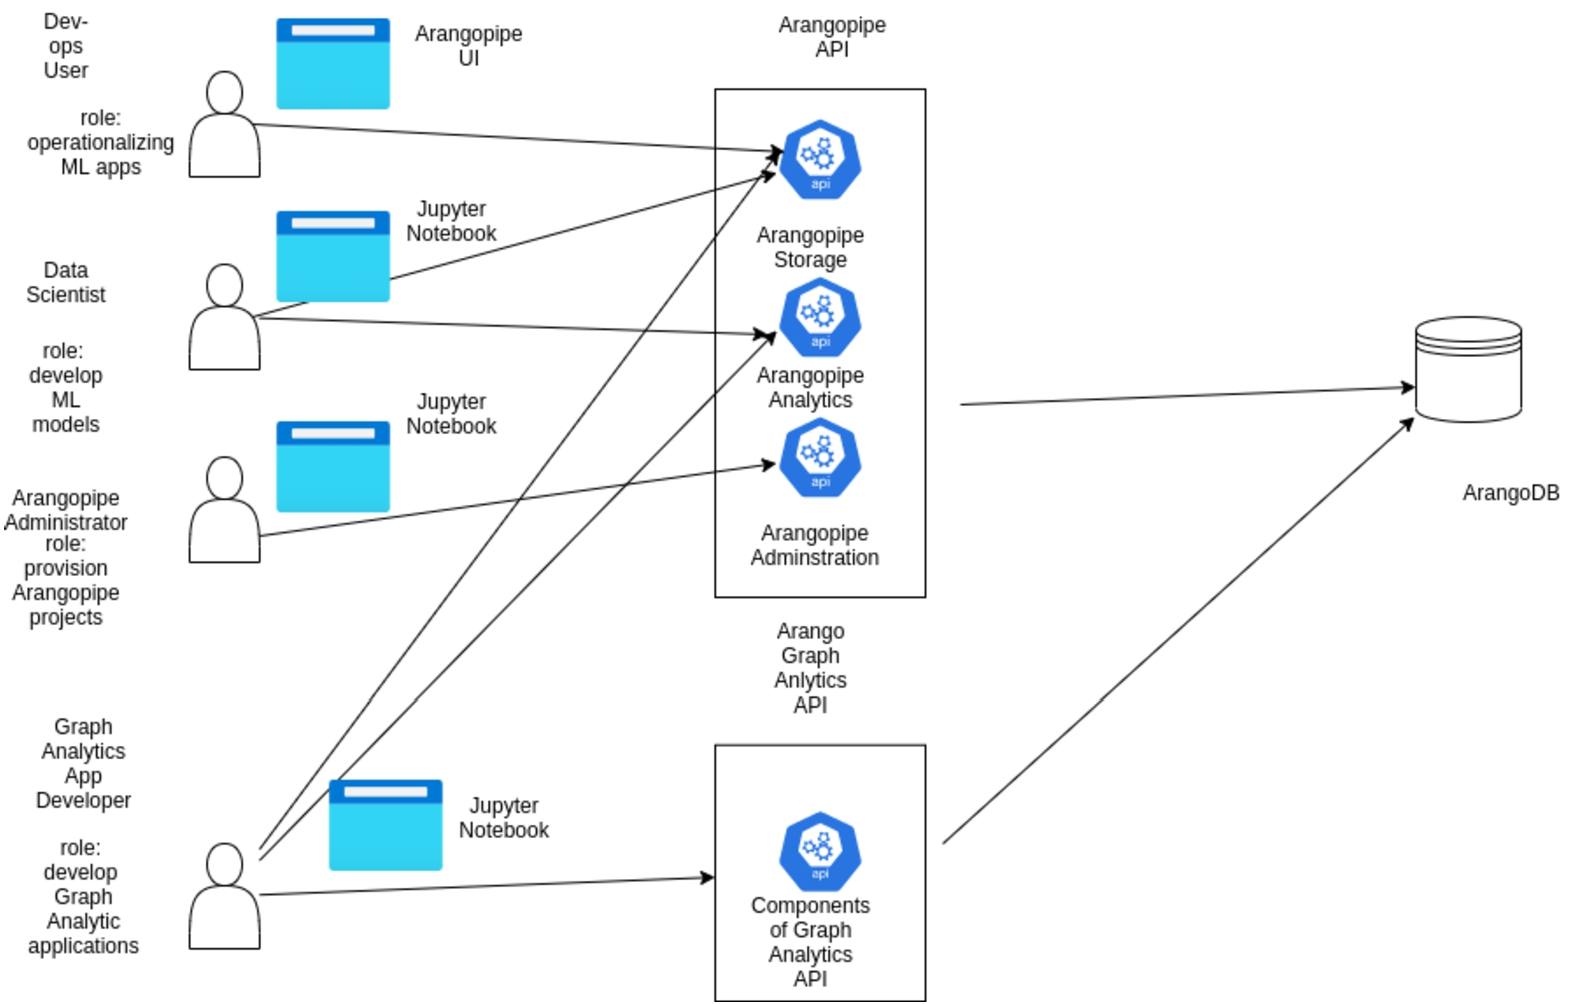 Dev-
ops
User
role:
operationalizing
ML apps
Arangopipe
UI
Arangopipe
API
api
Arangopipe
Storage
Data
Scientist
role:
develop
ML
models
Jupyter
Notebook
api
Arangopipe
Analytics
Arangopipe
Administrator
role:
provision
Arangopipe
projects
Jupyter
Notebook
api
Arangopipe
Adminstration
ArangoDB
Arango
Graph
Anlytics
API
Graph
Analytics
App
Developer
role:
develop
Graph
Analytic
applications
Jupyter
Notebook
api
Components
of Graph
Analytics
API